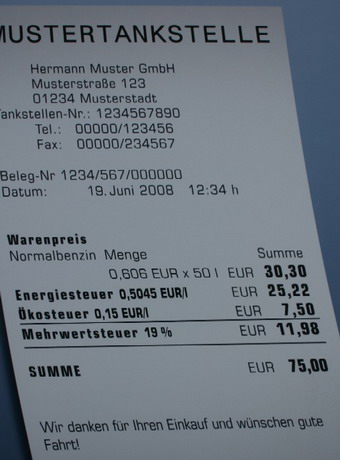 MUSTERTANKSTELLE
Hermann Muster GmbH
Musterstraße 123
01234 Musterstadt
Tankstellen-Nr.: 1234567890
Tel.: 00000/123456
Fax: 00000/234567
Beleg-Nr 1234/567/000000
Datum: 19. Juni 2008 12:34 h
Warenpreis
Normalbenzin Menge Summe
0,606 EUR x 50 l EUR 30,30
Energiesteuer 0,5045 EUR/l EUR 25,22
Ökosteuer 0,15 EUR/l EUR 7,50
Mehrwertsteuer 19% EUR 11,98
SUMME EUR 75,00
Wir danken für Ihren Einkauf und wünschen gute
Fahrt!